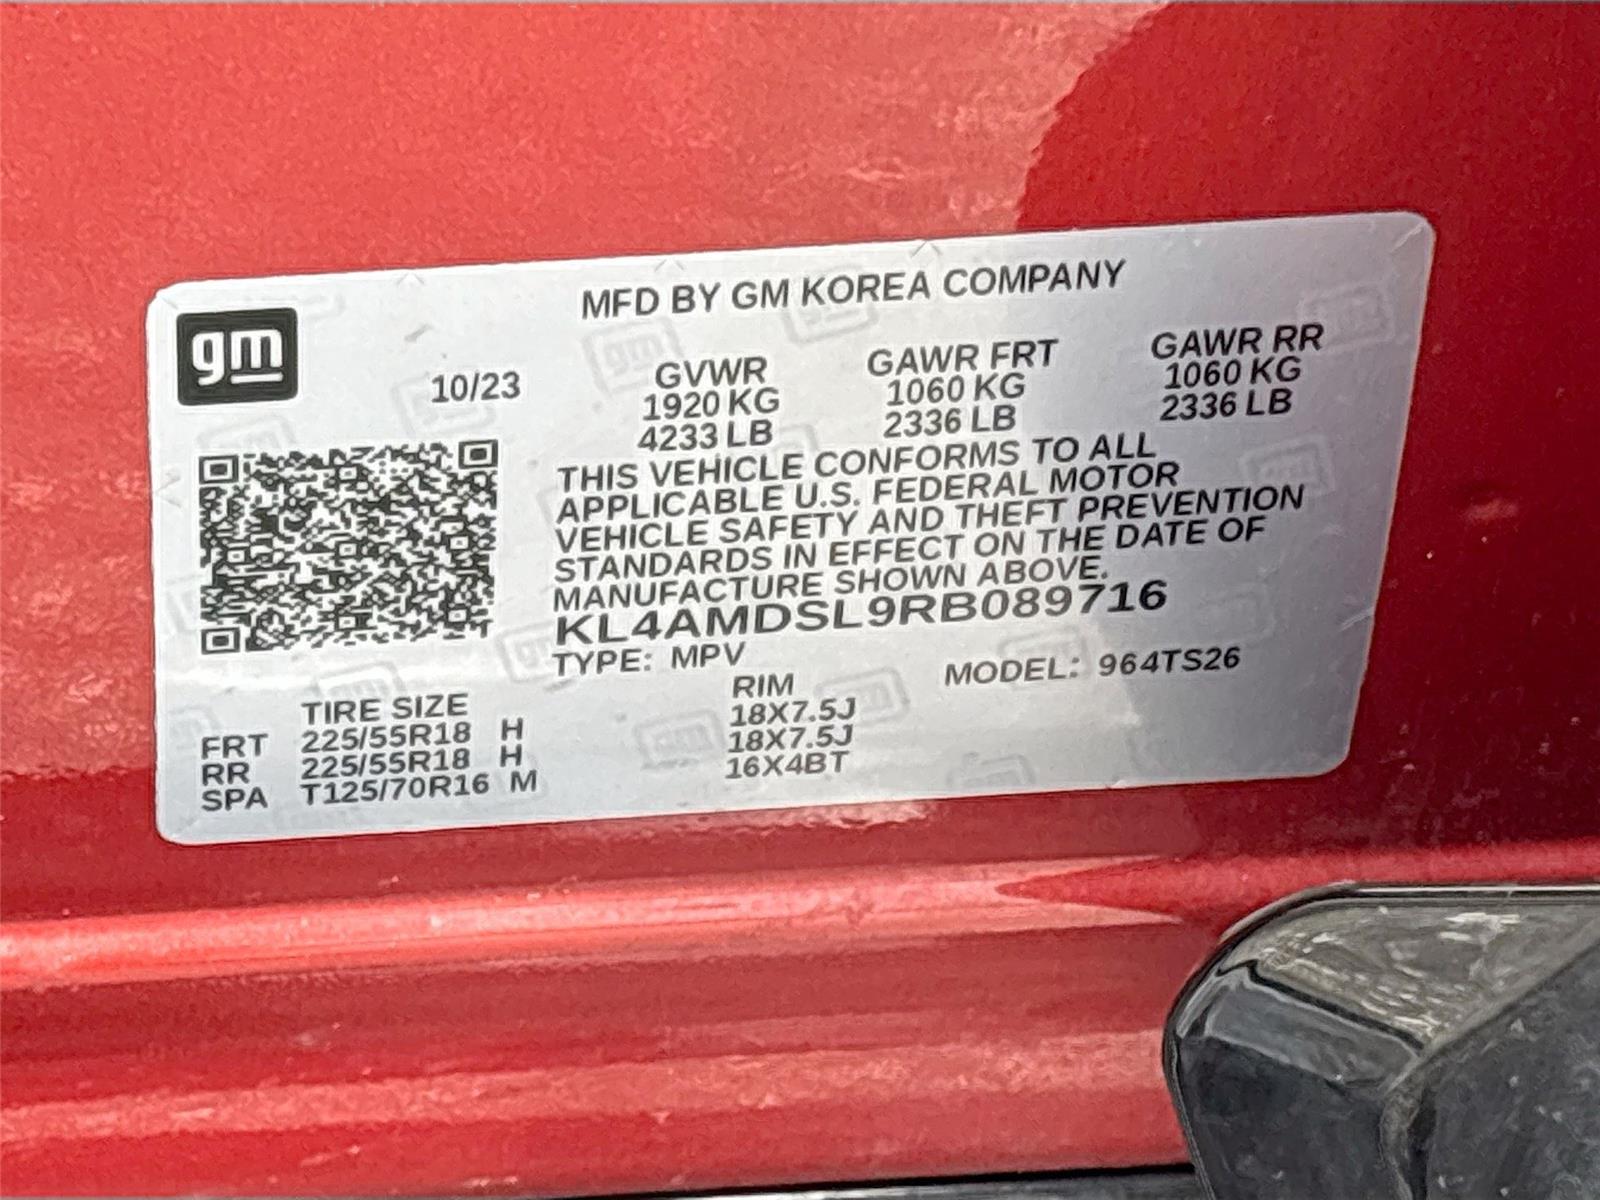 MFD BY GM KOREA COMPANY
gm
10/23
GVWR GAWR FRT GAWR RR
1920 KG 1060 KG 1060 KG
4233 LB 2336 LB 2336 LB
THIS VEHICLE CONFORMS TO ALL
APPLICABLE U.S. FEDERAL MOTOR
VEHICLE SAFETY AND THEFT PREVENTION
STANDARDS IN EFFECT ON THE DATE OF
MANUFACTURE SHOWN ABOVE.
KL4AMDSL9RB089716
TYPE: MPV MODEL: 964TS26
TIRE SIZE RIM
FRT 225/55R18 H 18X7.5J
RR 225/55R18 H 18X7.5J
SPA T125/70R16 M 16X4BT